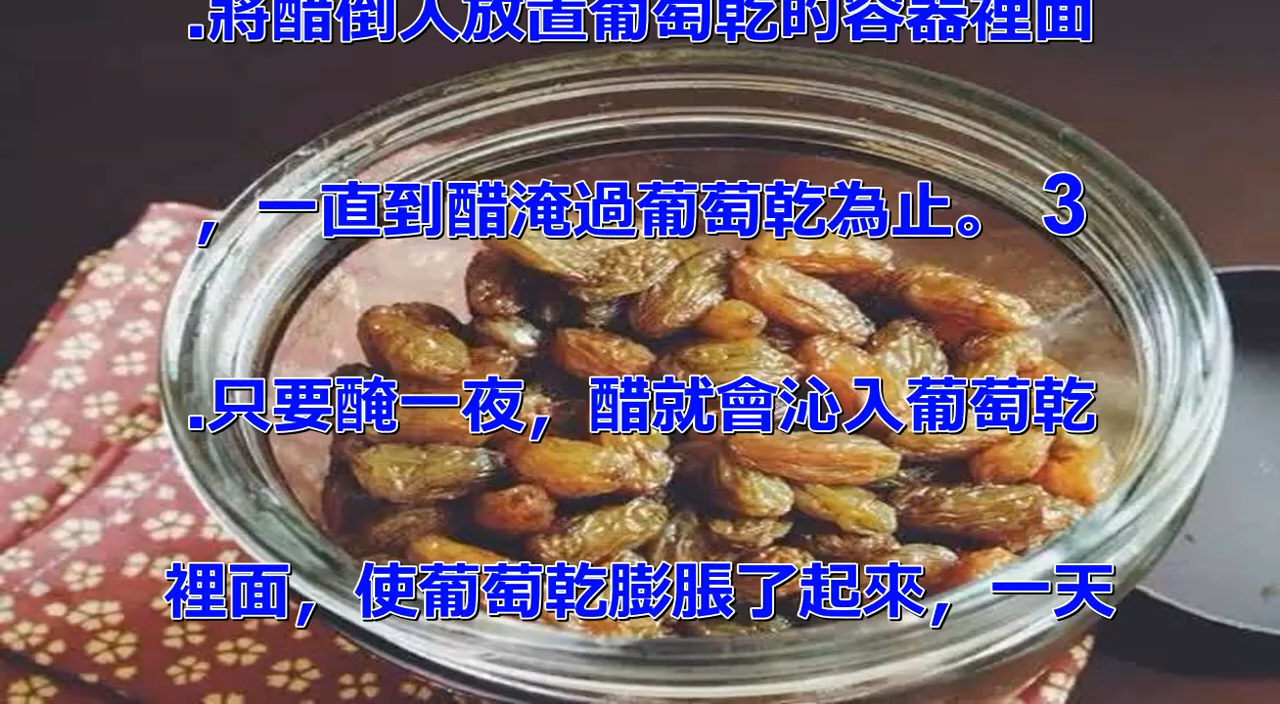 .將醋倒入放置葡萄乾的容器裡面
，一直到醋淹過葡萄乾為止。 3
.只要醃一夜，醋就會沁入葡萄乾
裡面，使葡萄乾膨脹了起來，一天